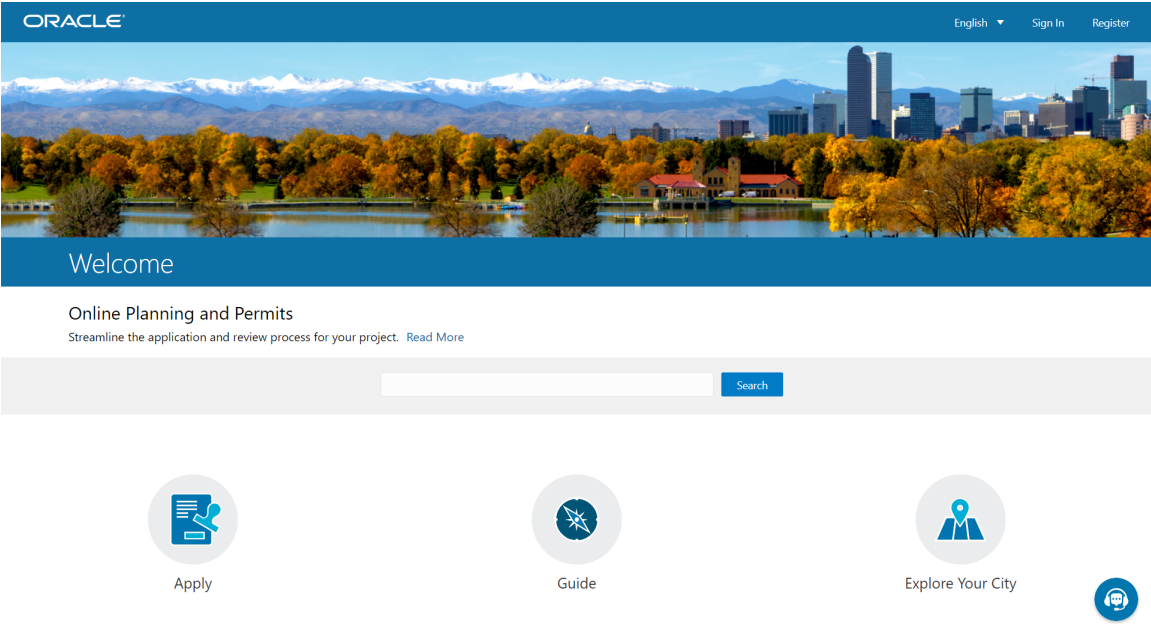 ORACLE
English Sign In Register
Welcome
Online Planning and Permits
Streamline the application and review process for your project. Read More
Search
Apply Guide Explore Your City